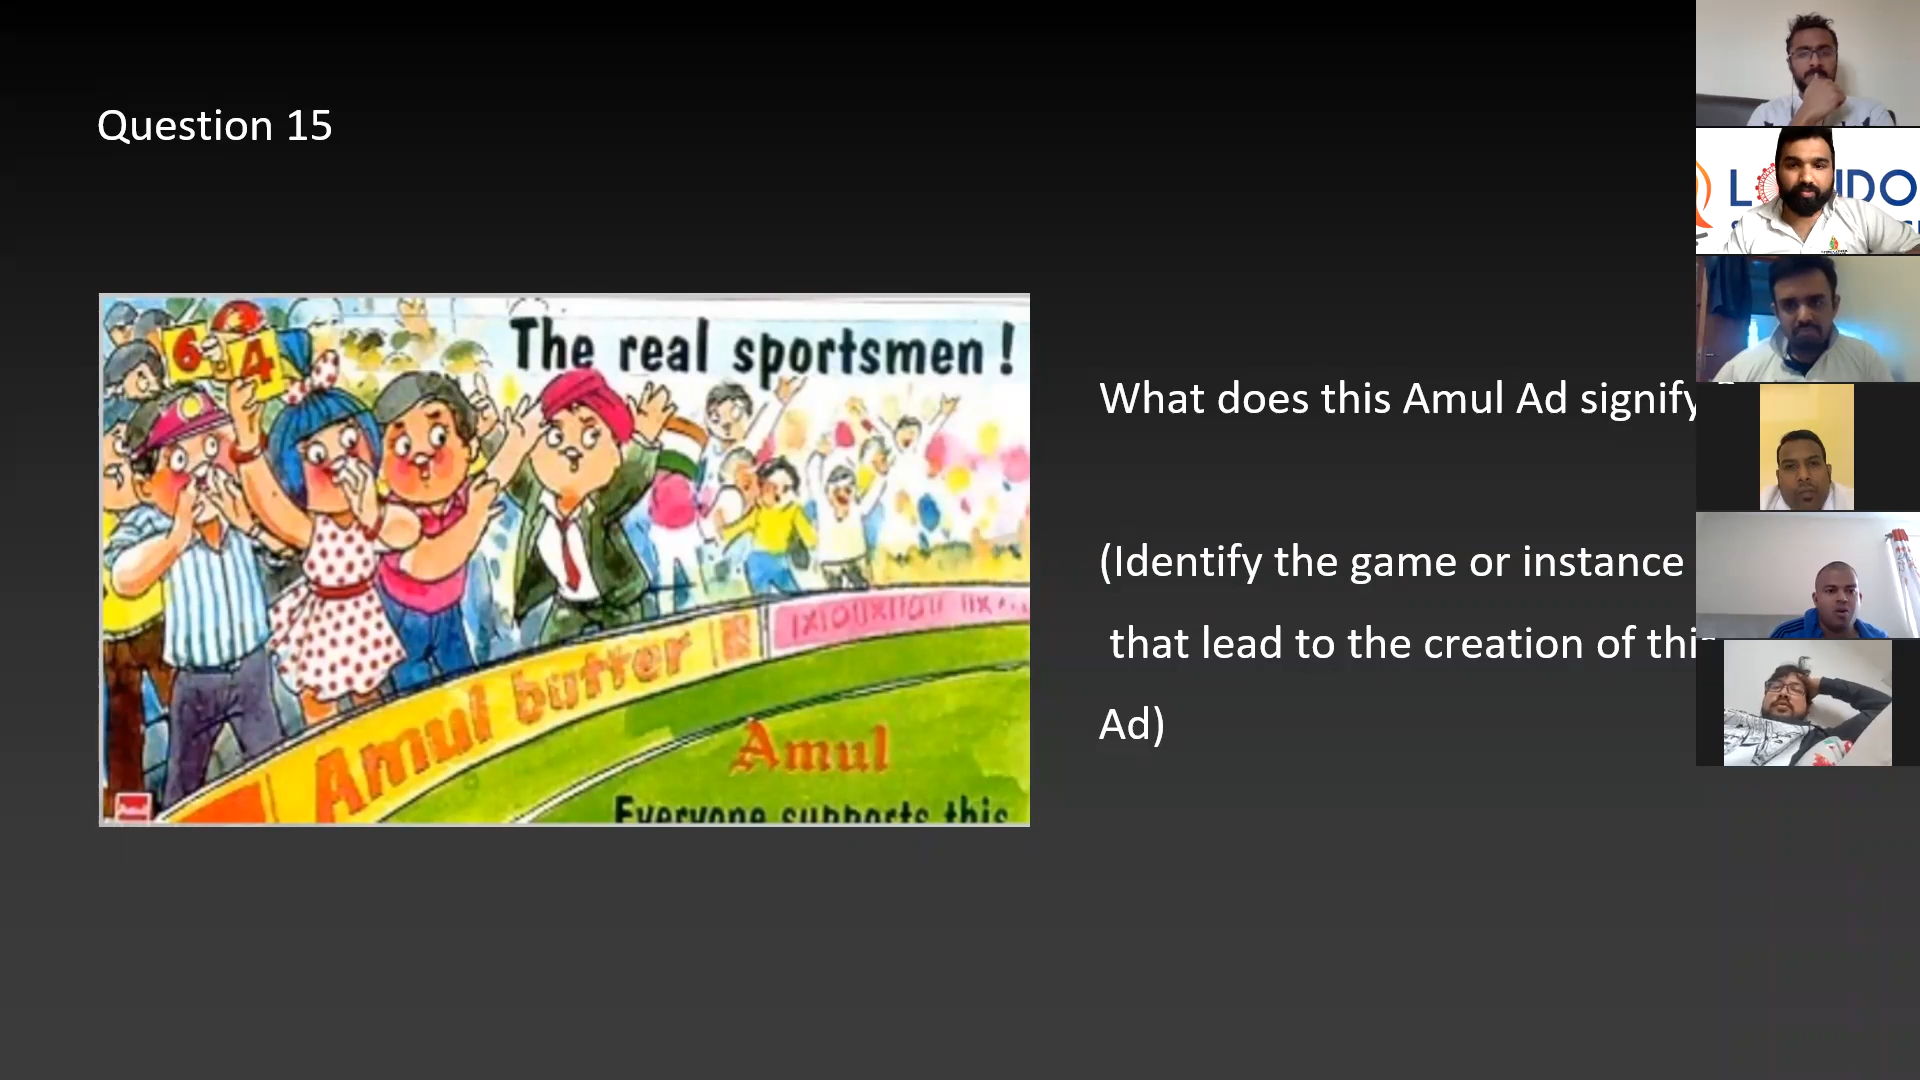 Question 15
The real sportsmen!
6 4
What does this Amul Ad signify
(Identify the game or instance
that lead to the creation of this
Ad)
Amul butter
Amul
Everyone supports this
Amul